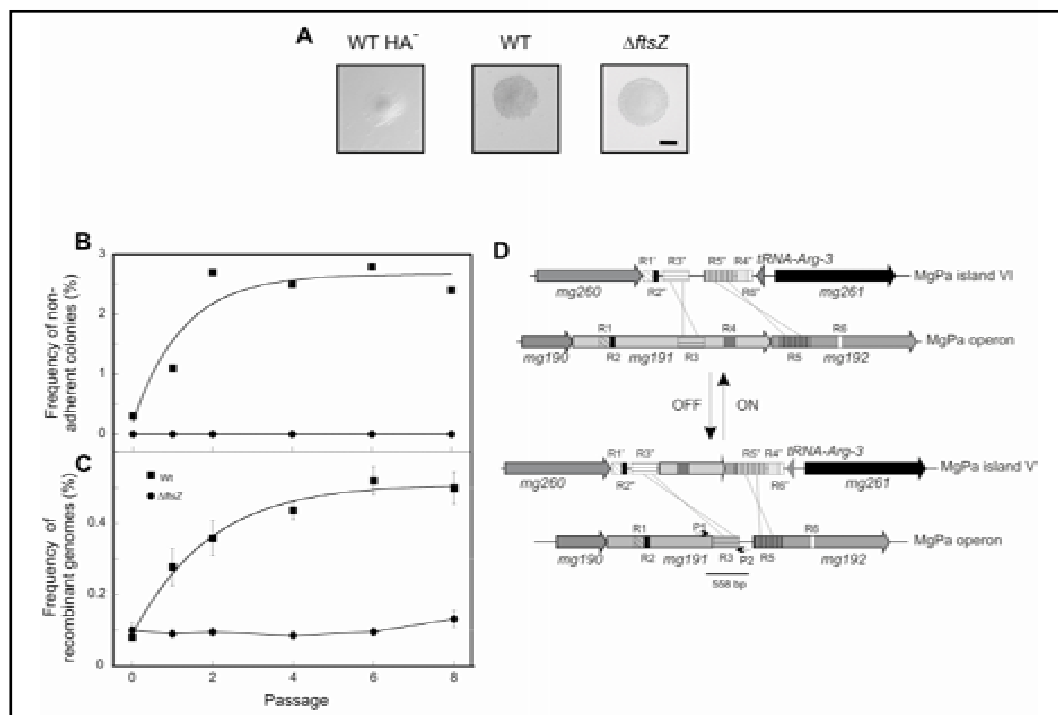 A
WT HA⁻
WT
ΔftsZ
B
Frequency of non-
adherent colonies (%)
3
2
1
0
C
Frequency of
recombinant genomes (%)
Wt
ΔftsZ
0.4
0.2
0
0
2
4
6
8
Passage
D
R1'
R3"
R5"
R4"
tRNA-Arg-3
MgPa island VI
mg260
R2"
R6"
mg261
R1
R4
R6
MgPa operon
mg190
R2
mg191
R3
R5
mg192
OFF
ON
R1'
R3"
R5"
R4"
tRNA-Arg-3
mg260
R2"
R6"
mg261
R1
P1
R6
MgPa operon
mg190
R2
mg191
R3
P2
R5
mg192
558 bp